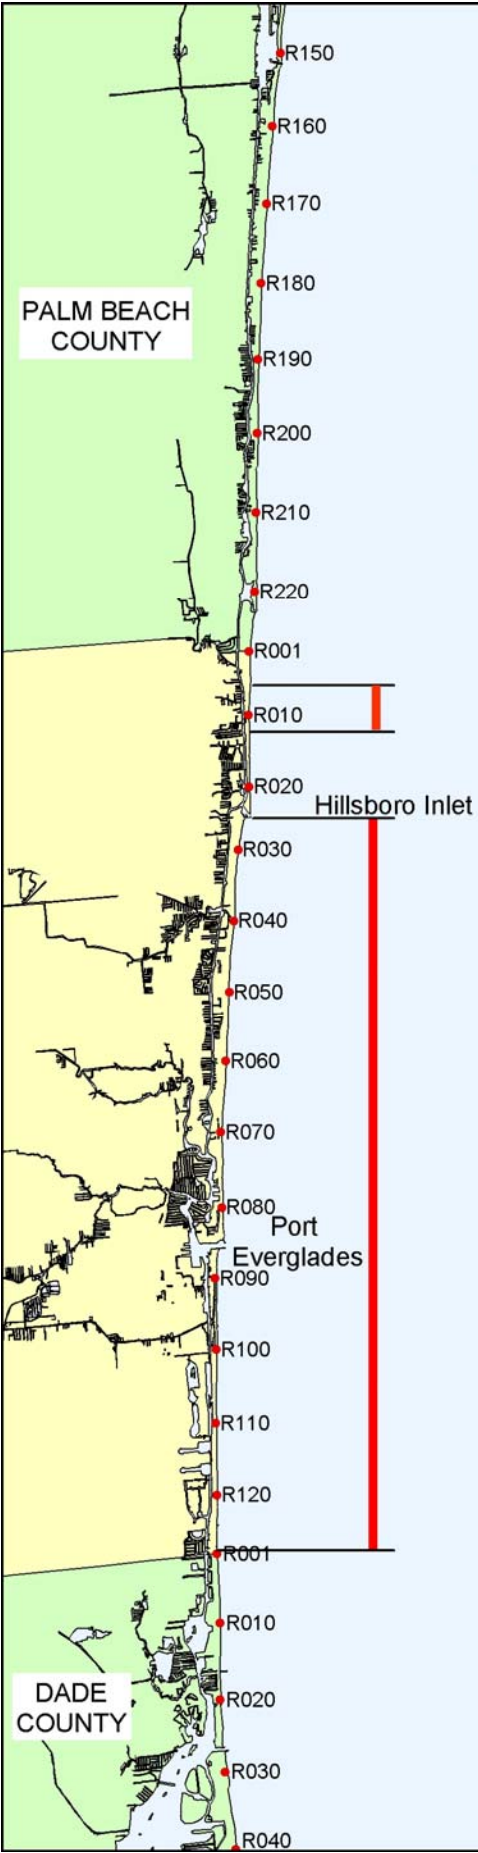 R150
R160
R170
R180
PALM BEACH
COUNTY
R190
R200
R210
R220
R001
R010
R020
Hillsboro Inlet
R030
R040
R050
R060
R070
R080
Port
Everglades
R090
R100
R110
R120
R001
R010
DADE
COUNTY
R020
R030
R040